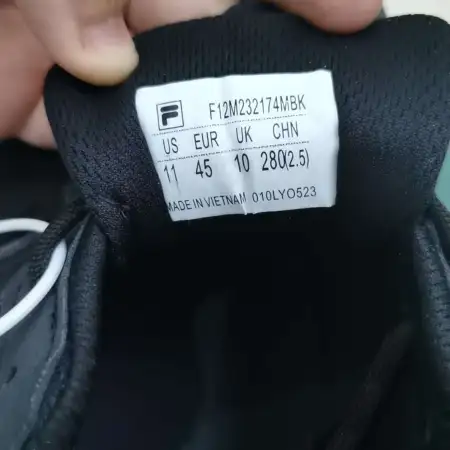 F12M232174MBK
US EUR UK CHN
11 45 10 280(2.5)
MADE IN VIETNAM 010LYO523